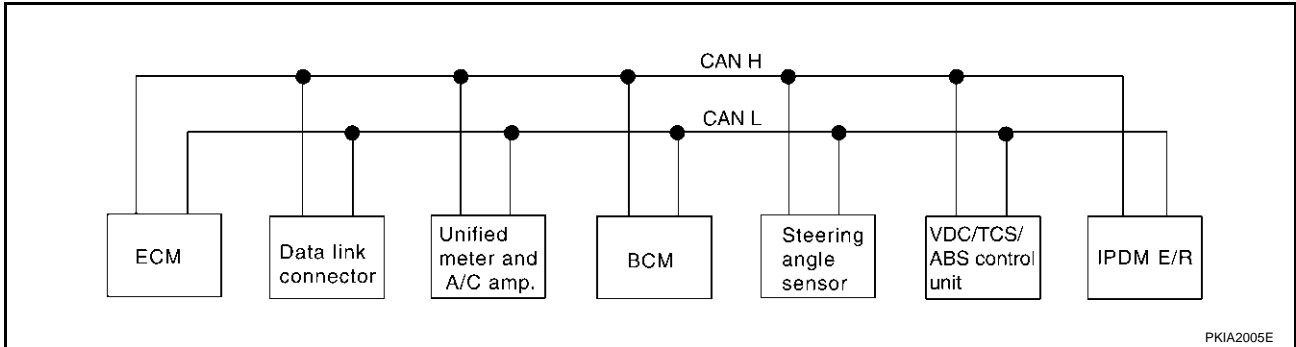 CAN H
CAN L
ECM
Data link
connector
Unified
meter and
A/C amp.
BCM
Steering
angle
sensor
VDC/TCS/
ABS control
unit
IPDM E/R
PKIA2005E